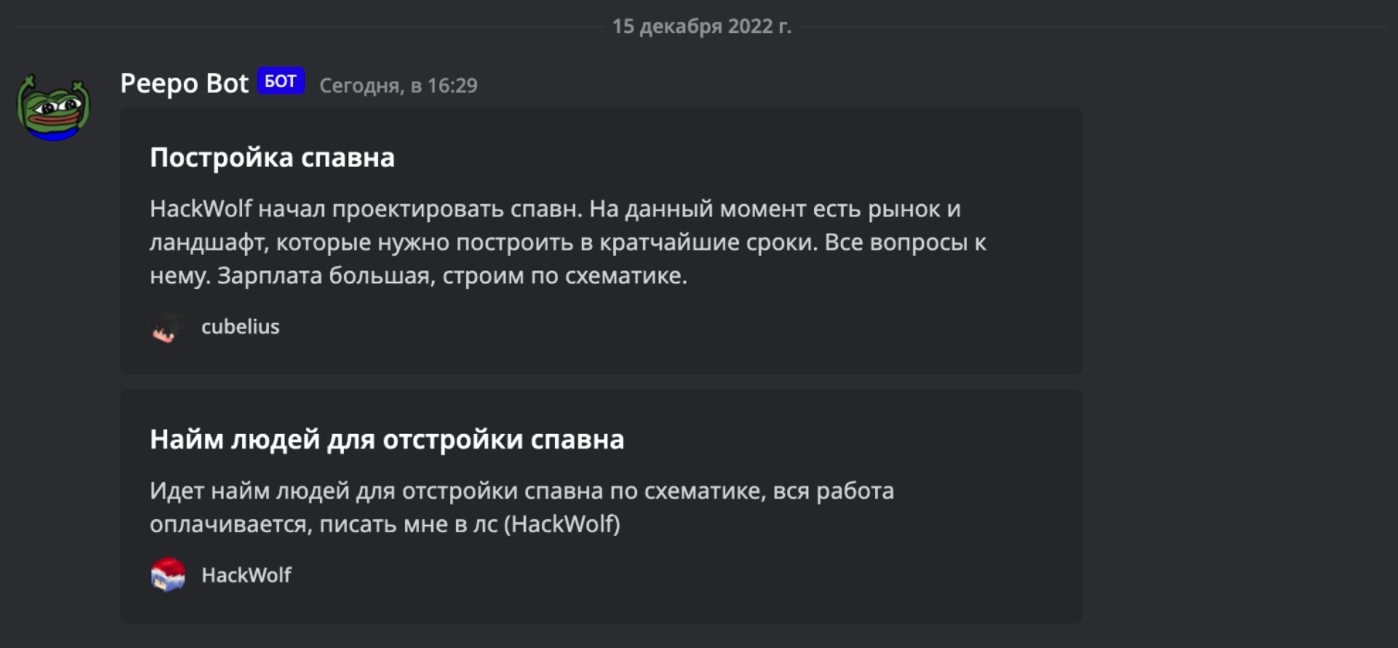 15 декабря 2022 г.
Peepo Bot БОТ Сегодня, в 16:29
Постройка спавна
HackWolf начал проектировать спавн. На данный момент есть рынок и
ландшафт, которые нужно построить в кратчайшие сроки. Все вопросы к
нему. Зарплата большая, строим по схематике.
cubelius
Найм людей для отстройки спавна
Идет найм людей для отстройки спавна по схематике, вся работа
оплачивается, писать мне в лс (HackWolf)
HackWolf